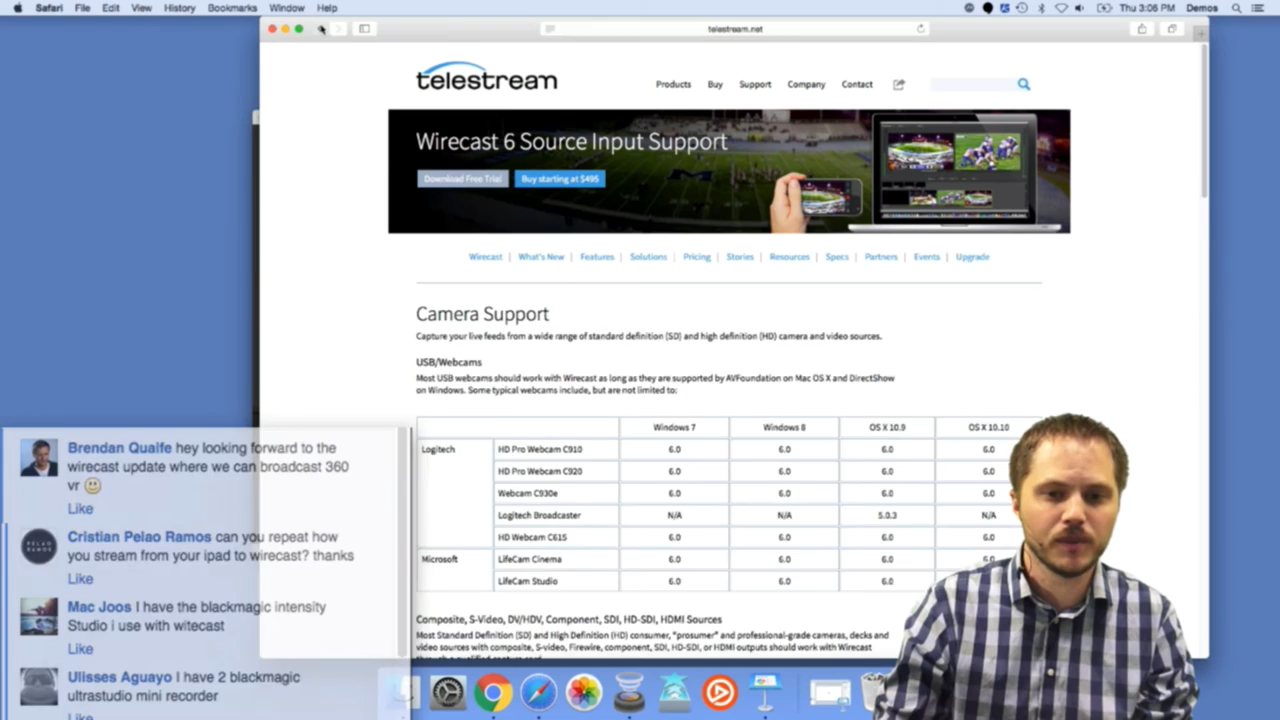 Safari File Edit View History Bookmarks Window Help
Thu 3:06 PM Demos
telestream.net
telestream
Products Buy Support Company Contact
Wirecast 6 Source Input Support
Download Free Trial Buy starting at $495
Wirecast | What's New | Features | Solutions | Pricing | Stories | Resources | Specs | Partners | Events | Upgrade
Camera Support
Capture your live feeds from a wide range of standard definition (SD) and high definition (HD) camera and video sources.
USB/Webcams
Most USB webcams should work with Wirecast as long as they are supported by AVFoundation on Mac OS X and DirectShow
on Windows. Some typical webcams include, but are not limited to:
Windows 7 Windows 8 OS X 10.9 OS X 10.10
Logitech HD Pro Webcam C910 6.0 6.0 6.0 6.0
HD Pro Webcam C920 6.0 6.0 6.0 6.0
Webcam C930e 6.0 6.0 6.0 6.0
Logitech Broadcaster N/A N/A 5.0.3 N/A
HD Webcam C615 6.0 6.0 6.0 6.0
Microsoft LifeCam Cinema 6.0 6.0 6.0 6.0
LifeCam Studio 6.0 6.0 6.0
Composite, S-Video, DV/HDV, Component, SDI, HD-SDI, HDMI Sources
Most Standard Definition (SD) and High Definition (HD) consumer, "prosumer" and professional-grade cameras, decks and
video sources with composite, S-video, Firewire, component, SDI, HD-SDI, or HDMI outputs should work with Wirecast
Brendan Qualfe hey looking forward to the
wirecast update where we can broadcast 360
vr 🙂
Like
Cristian Pelao Ramos can you repeat how
you stream from your ipad to wirecast? thanks
Like
Mac Joos I have the blackmagic intensity
Studio i use with witecast
Like
Ulisses Aguayo I have 2 blackmagic
ultrastudio mini recorder
Like
PELAO
RAMOS